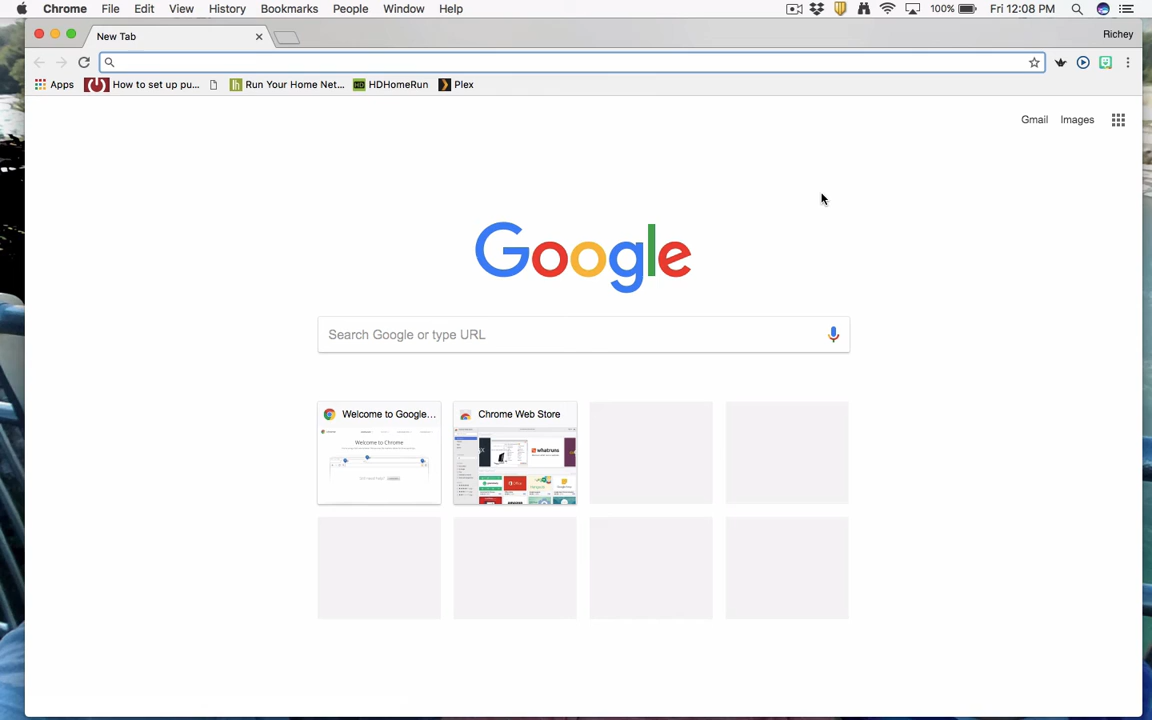 Chrome File Edit View History Bookmarks People Window Help 100% Fri 12:08 PM
New Tab Richey
Apps How to set up pu... Run Your Home Net... HDHomeRun Plex
Gmail Images
Google
Search Google or type URL
Welcome to Google... Chrome Web Store
Welcome to Chrome
whatruns